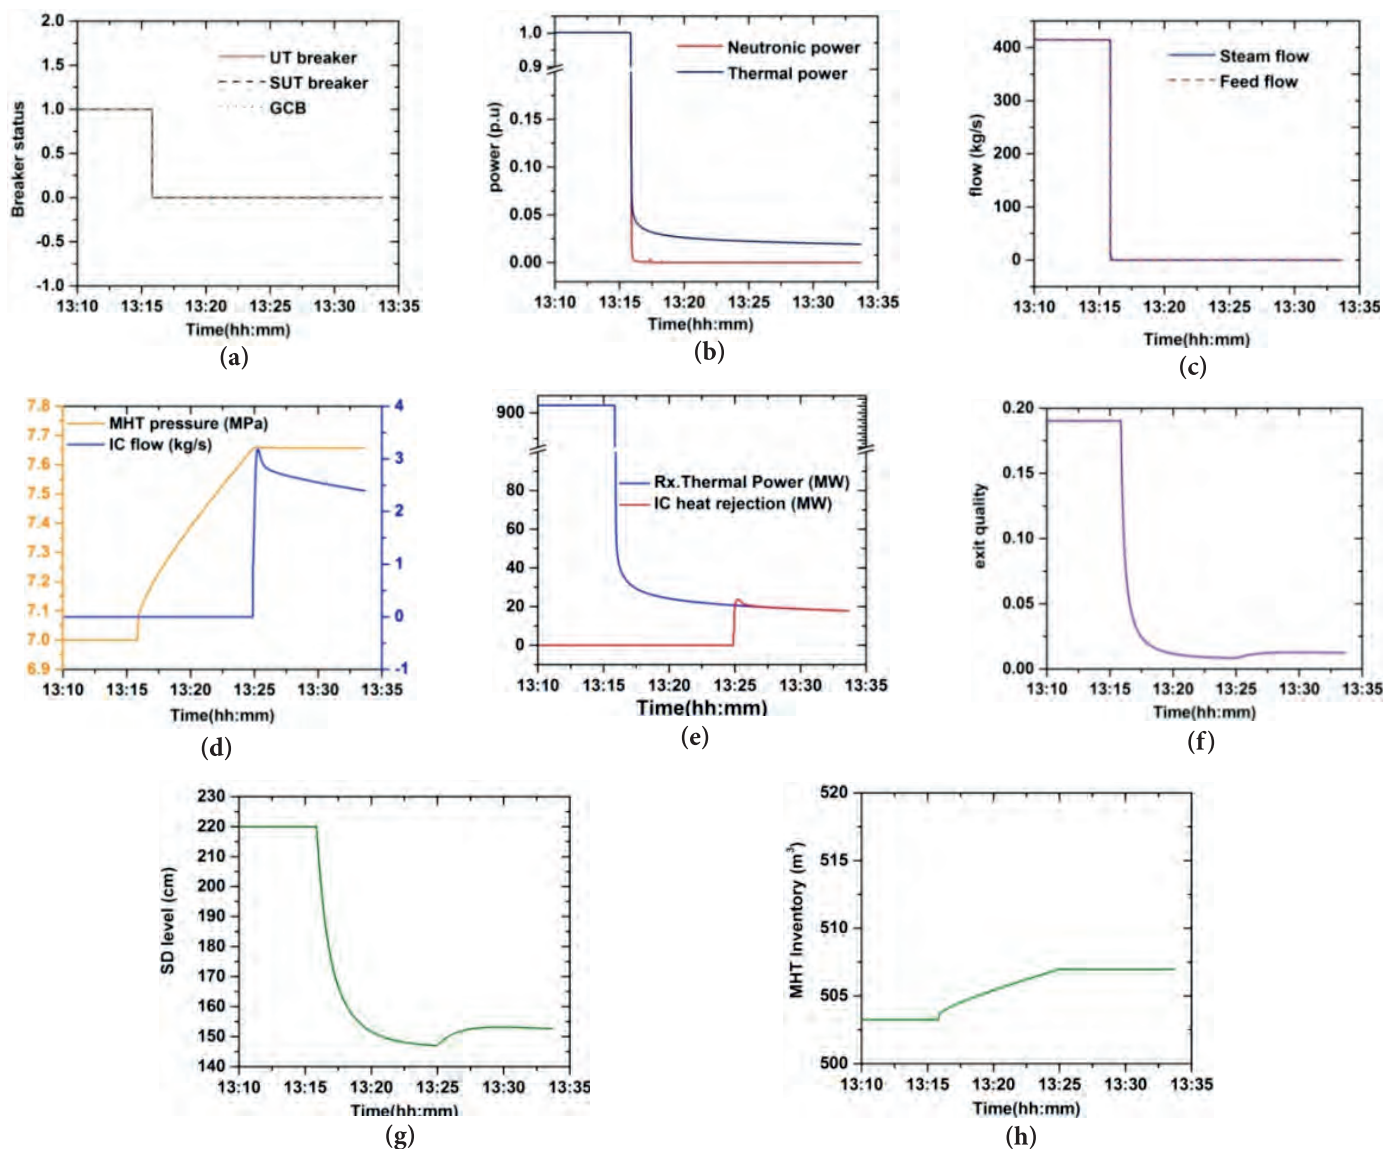 2.0
1.5
1.0
0.5
0.0
-0.5
-1.0
Breaker status
UT breaker
SUT breaker
GCB
13:10 13:15 13:20 13:25 13:30 13:35
Time(hh:mm)
(a)
1.0
0.9
0.15
0.10
0.05
0.00
power (p.u)
Neutronic power
Thermal power
13:10 13:15 13:20 13:25 13:30 13:35
Time(hh:mm)
(b)
400
300
200
100
0
flow (kg/s)
Steam flow
Feed flow
13:10 13:15 13:20 13:25 13:30 13:35
Time(hh:mm)
(c)
7.8
7.7
7.6
7.5
7.4
7.3
7.2
7.1
7.0
6.9
MHT pressure (MPa)
IC flow (kg/s)
4
3
2
1
0
-1
13:10 13:15 13:20 13:25 13:30 13:35
Time(hh:mm)
(d)
900
80
60
40
20
0
Rx.Thermal Power (MW)
IC heat rejection (MW)
13:10 13:15 13:20 13:25 13:30 13:35
Time(hh:mm)
(e)
0.20
0.15
0.10
0.05
0.00
exit quality
13:10 13:15 13:20 13:25 13:30 13:35
Time(hh:mm)
(f)
230
220
210
200
190
180
170
160
150
140
SD level (cm)
13:10 13:15 13:20 13:25 13:30 13:35
Time(hh:mm)
(g)
520
515
510
505
500
MHT Inventory (m³)
13:10 13:15 13:20 13:25 13:30 13:35
Time(hh:mm)
(h)